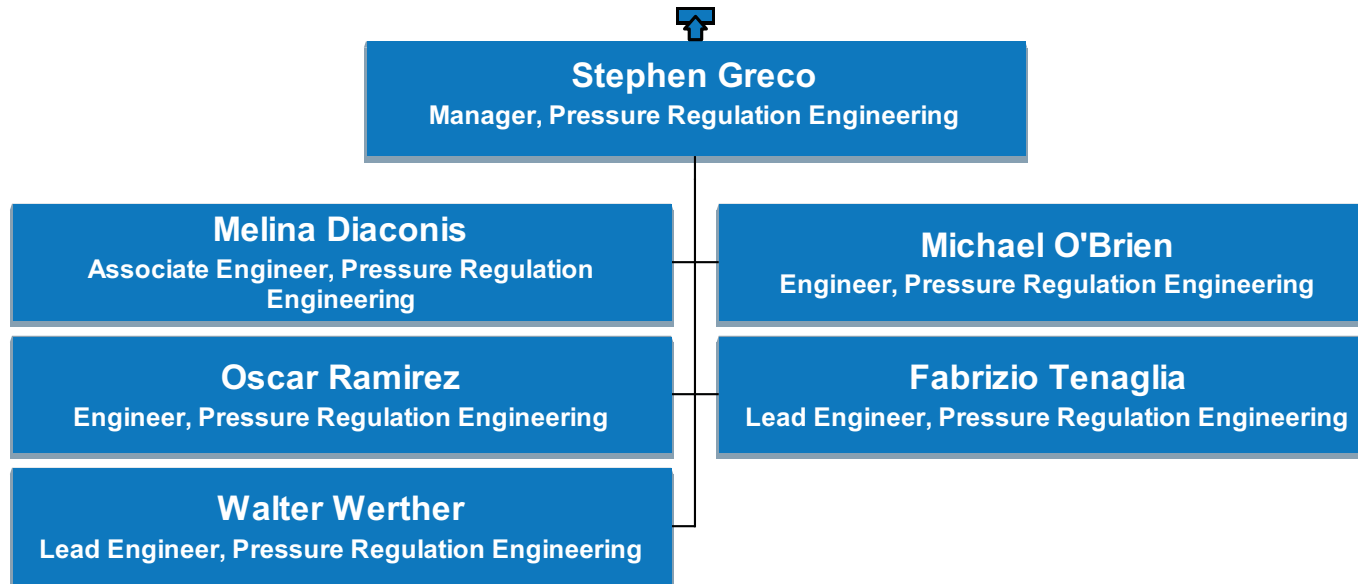 Stephen Greco
Manager, Pressure Regulation Engineering
Melina Diaconis
Associate Engineer, Pressure Regulation
Engineering
Michael O'Brien
Engineer, Pressure Regulation Engineering
Oscar Ramirez
Engineer, Pressure Regulation Engineering
Fabrizio Tenaglia
Lead Engineer, Pressure Regulation Engineering
Walter Werther
Lead Engineer, Pressure Regulation Engineering